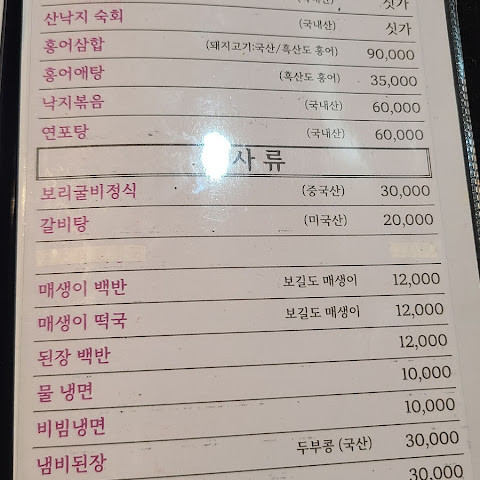 산낙지 숙회 (국내산) 싯가
홍어삼합 (돼지고기:국산/흑산도 홍어) 90,000
홍어애탕 (흑산도 홍어) 35,000
낙지볶음 (국내산) 60,000
연포탕 (국내산) 60,000
사 류
보리굴비정식 (중국산) 30,000
갈비탕 (미국산) 20,000
매생이 백반 보길도 매생이 12,000
매생이 떡국 보길도 매생이 12,000
된장 백반 12,000
물 냉면 10,000
비빔냉면 10,000
냄비된장 두부콩 (국산) 30,000
30,000